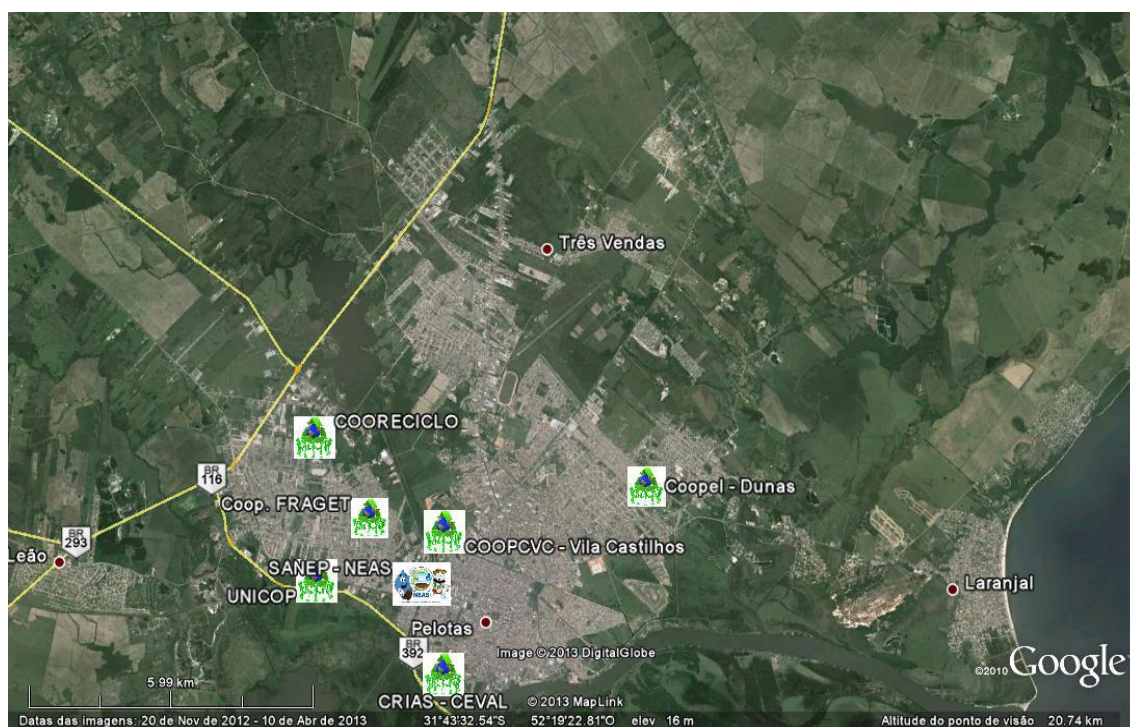 Três Vendas
COORECICLO
BR
116
Coopel - Dunas
Coop. FRAGET
BR
293
COOPCVC - Vila Castilhos
Leão
SANEP - NEAS
NEAS
UNICOP
Laranjal
Pelotas
BR
392
Image © 2013 DigitalGlobe
©2010 Google
5.99 km
CRIAS - CEVAL
© 2013 MapLink
Datas das imagens: 20 de Nov de 2012 - 10 de Abr de 2013 31°43'32.54"S 52°19'22.81"O elev 16 m Altitude do ponto de visão 20.74 km